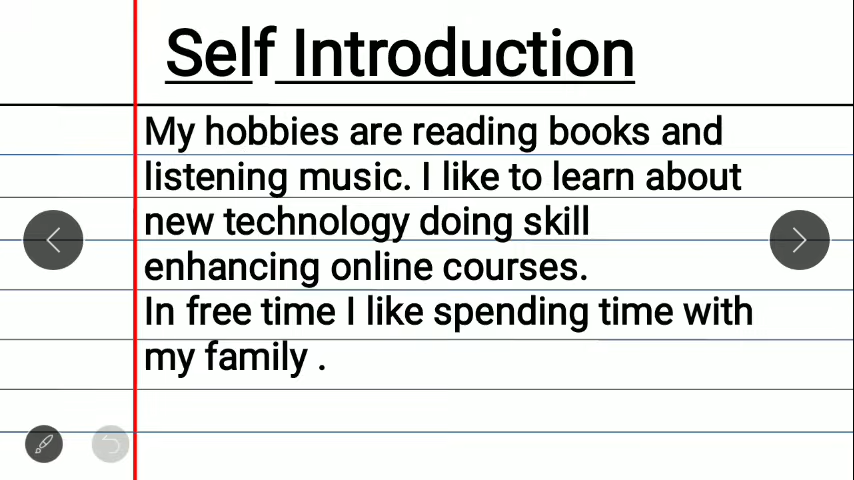 Self Introduction
My hobbies are reading books and
listening music. I like to learn about
new technology doing skill
enhancing online courses.
In free time I like spending time with
my family .